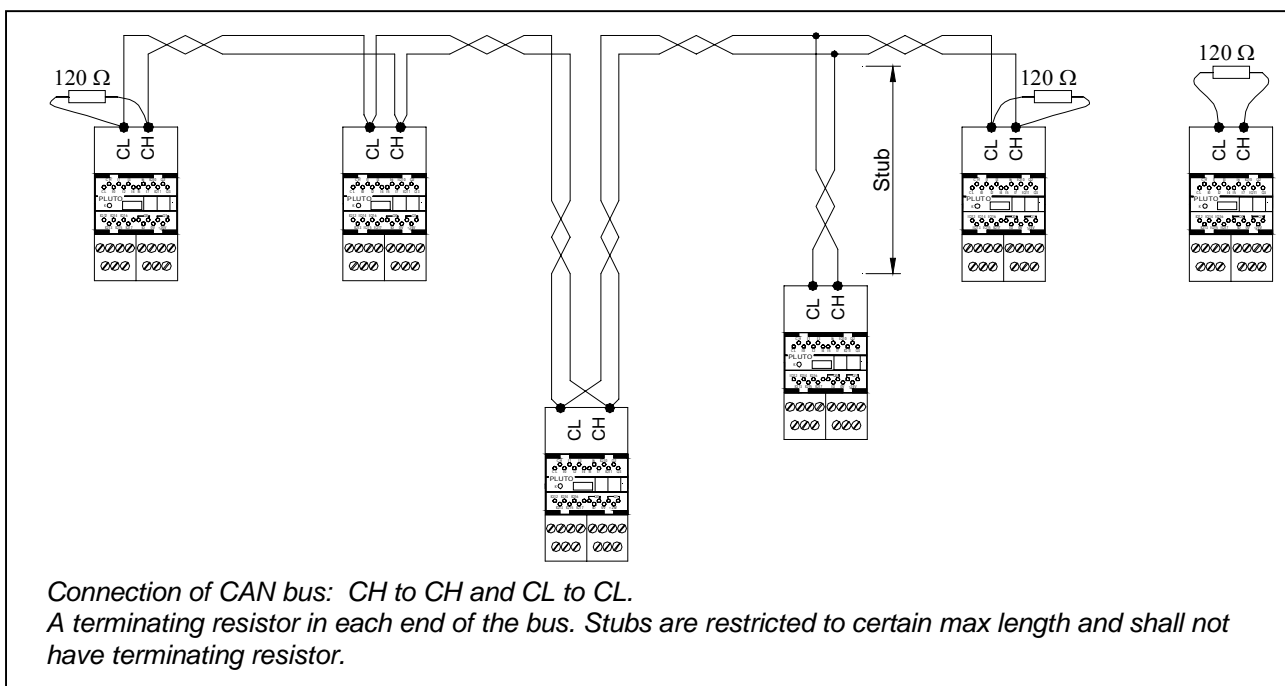 120 Ω
120 Ω
120 Ω
CL CH
CL CH
CL CH
CL CH
Stub
CL CH
CL CH
PLUTO
PLUTO
PLUTO
PLUTO
PLUTO
PLUTO
Connection of CAN bus: CH to CH and CL to CL.
A terminating resistor in each end of the bus. Stubs are restricted to certain max length and shall not
have terminating resistor.